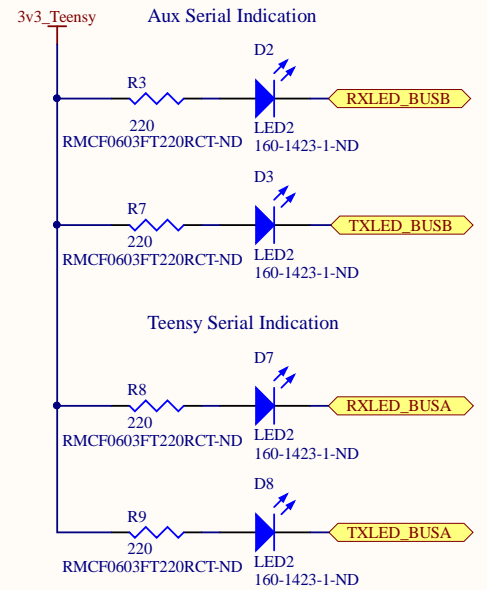 3v3_Teensy
Aux Serial Indication
D2
R3
RXLED_BUSB
220
LED2
RMCF0603FT220RCT-ND
160-1423-1-ND
D3
R7
TXLED_BUSB
220
LED2
RMCF0603FT220RCT-ND
160-1423-1-ND
Teensy Serial Indication
D7
R8
RXLED_BUSA
220
LED2
RMCF0603FT220RCT-ND
160-1423-1-ND
D8
R9
TXLED_BUSA
220
LED2
RMCF0603FT220RCT-ND
160-1423-1-ND